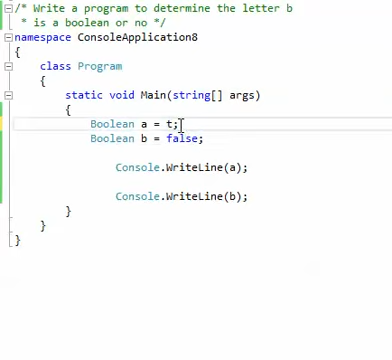 /* Write a program to determine the letter b
is a boolean or no */
namespace ConsoleApplication8
{
class Program
{
static void Main(string[] args)
{
Boolean a = t;
Boolean b = false;
Console.WriteLine(a);
Console.WriteLine(b);
}
}
}